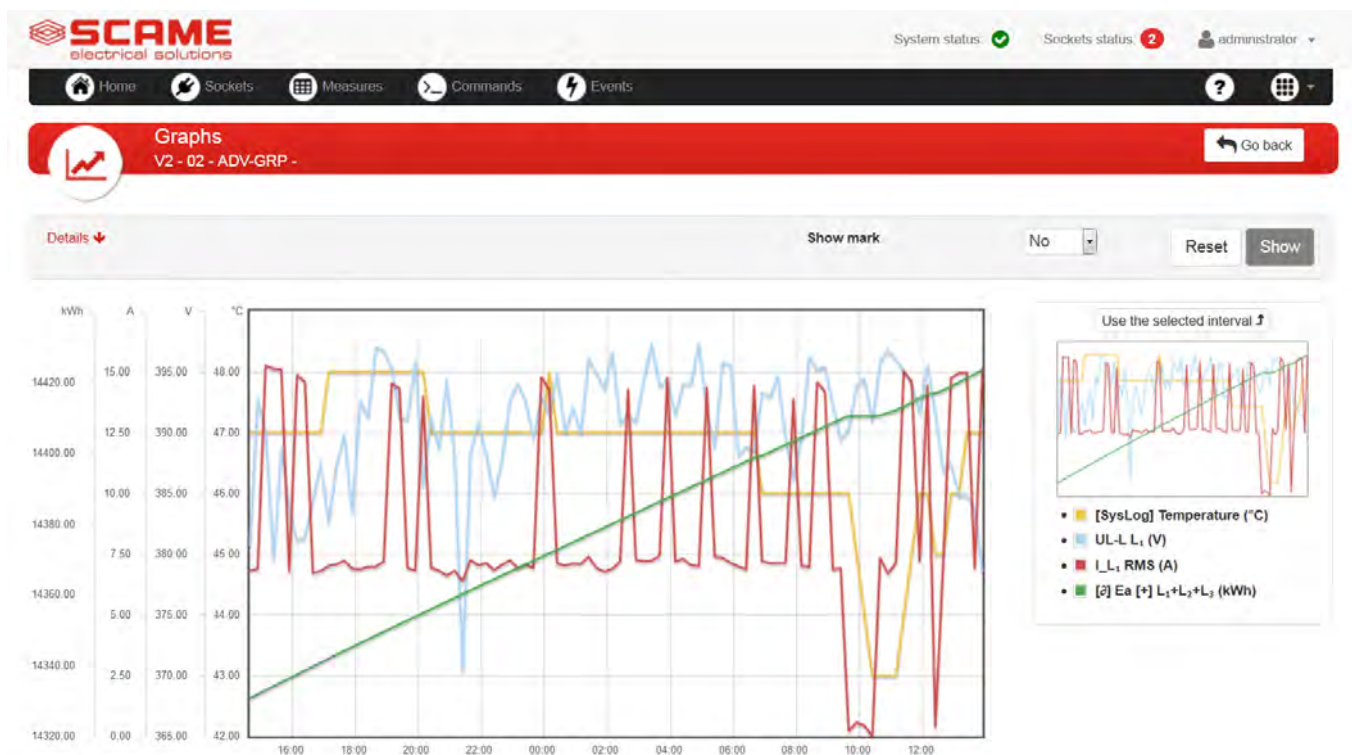 SCAME
electrical solutions
System status
Sockets status 2
administrator
Home Sockets Measures Commands Events ?
Graphs
V2 - 02 - ADV-GRP -
Go back
Details
Show mark
No
Reset
Show
kWh A V °C
Use the selected interval
14420.00 15.00 395.00 48.00
12.50 390.00 47.00
14400.00
10.00 385.00 46.00
14380.00
7.50 380.00 45.00
14360.00
5.00 375.00 44.00
14340.00
2.50 370.00 43.00
14320.00 0.00 365.00 42.00
16:00 18:00 20:00 22:00 00:00 02:00 04:00 06:00 08:00 10:00 12:00
[SysLog] Temperature (°C)
UL-L L₁ (V)
I_L₁ RMS (A)
[∂] Ea [+] L₁+L₂+L₃ (kWh)